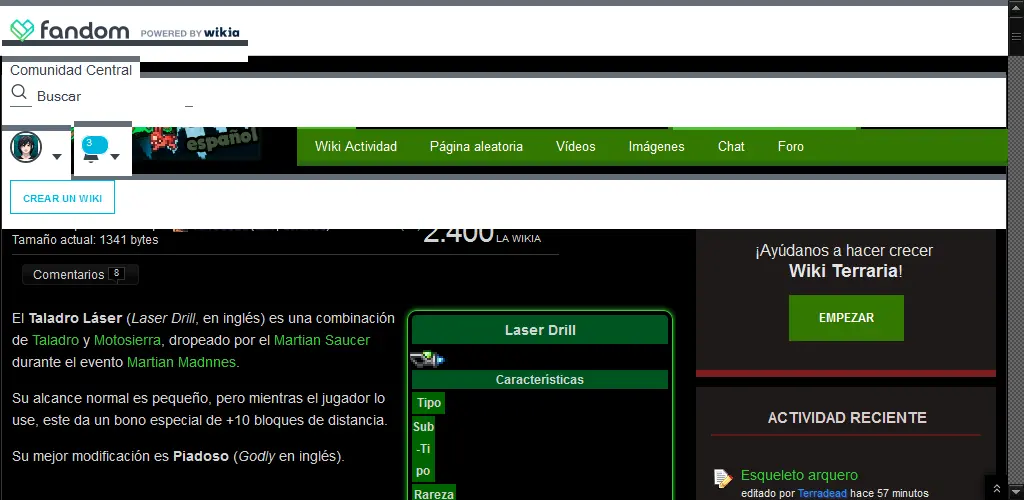 fandom POWERED BY wikia
Comunidad Central
Buscar
español
3
Wiki Actividad Página aleatoria Vídeos Imágenes Chat Foro
CREAR UN WIKI
2.400 LA WIKIA
Tamaño actual: 1341 bytes
Comentarios 8
El Taladro Láser (Laser Drill, en inglés) es una combinación
de Taladro y Motosierra, dropeado por el Martian Saucer
durante el evento Martian Madnnes.
Su alcance normal es pequeño, pero mientras el jugador lo
use, este da un bono especial de +10 bloques de distancia.
Su mejor modificación es Piadoso (Godly en inglés).
Laser Drill
Características
Tipo
Sub
-Ti
po
Rareza
¡Ayúdanos a hacer crecer
Wiki Terraria!
EMPEZAR
ACTIVIDAD RECIENTE
Esqueleto arquero
editado por Terradead hace 57 minutos